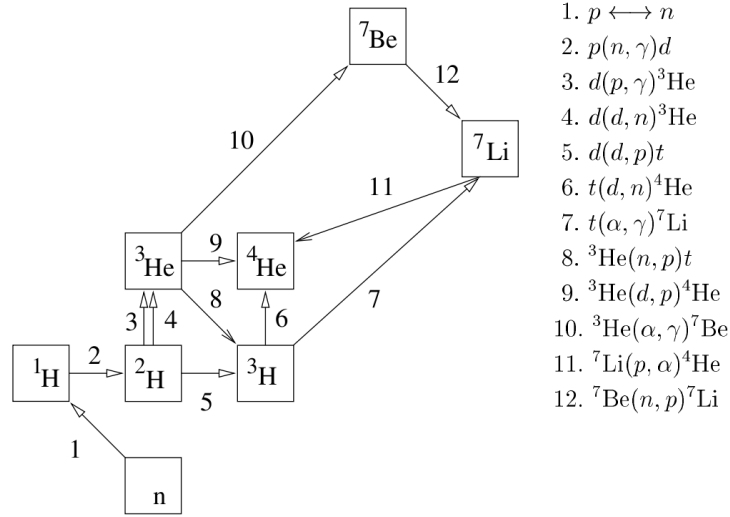 ⁷Be
12
10
⁷Li
11
³He
9
⁴He
8
7
3
4
6
¹H
2
²H
5
³H
1
n
1. p ⟷ n
2. p(n, γ)d
3. d(p, γ)³He
4. d(d, n)³He
5. d(d, p)t
6. t(d, n)⁴He
7. t(α, γ)⁷Li
8. ³He(n, p)t
9. ³He(d, p)⁴He
10. ³He(α, γ)⁷Be
11. ⁷Li(p, α)⁴He
12. ⁷Be(n, p)⁷Li